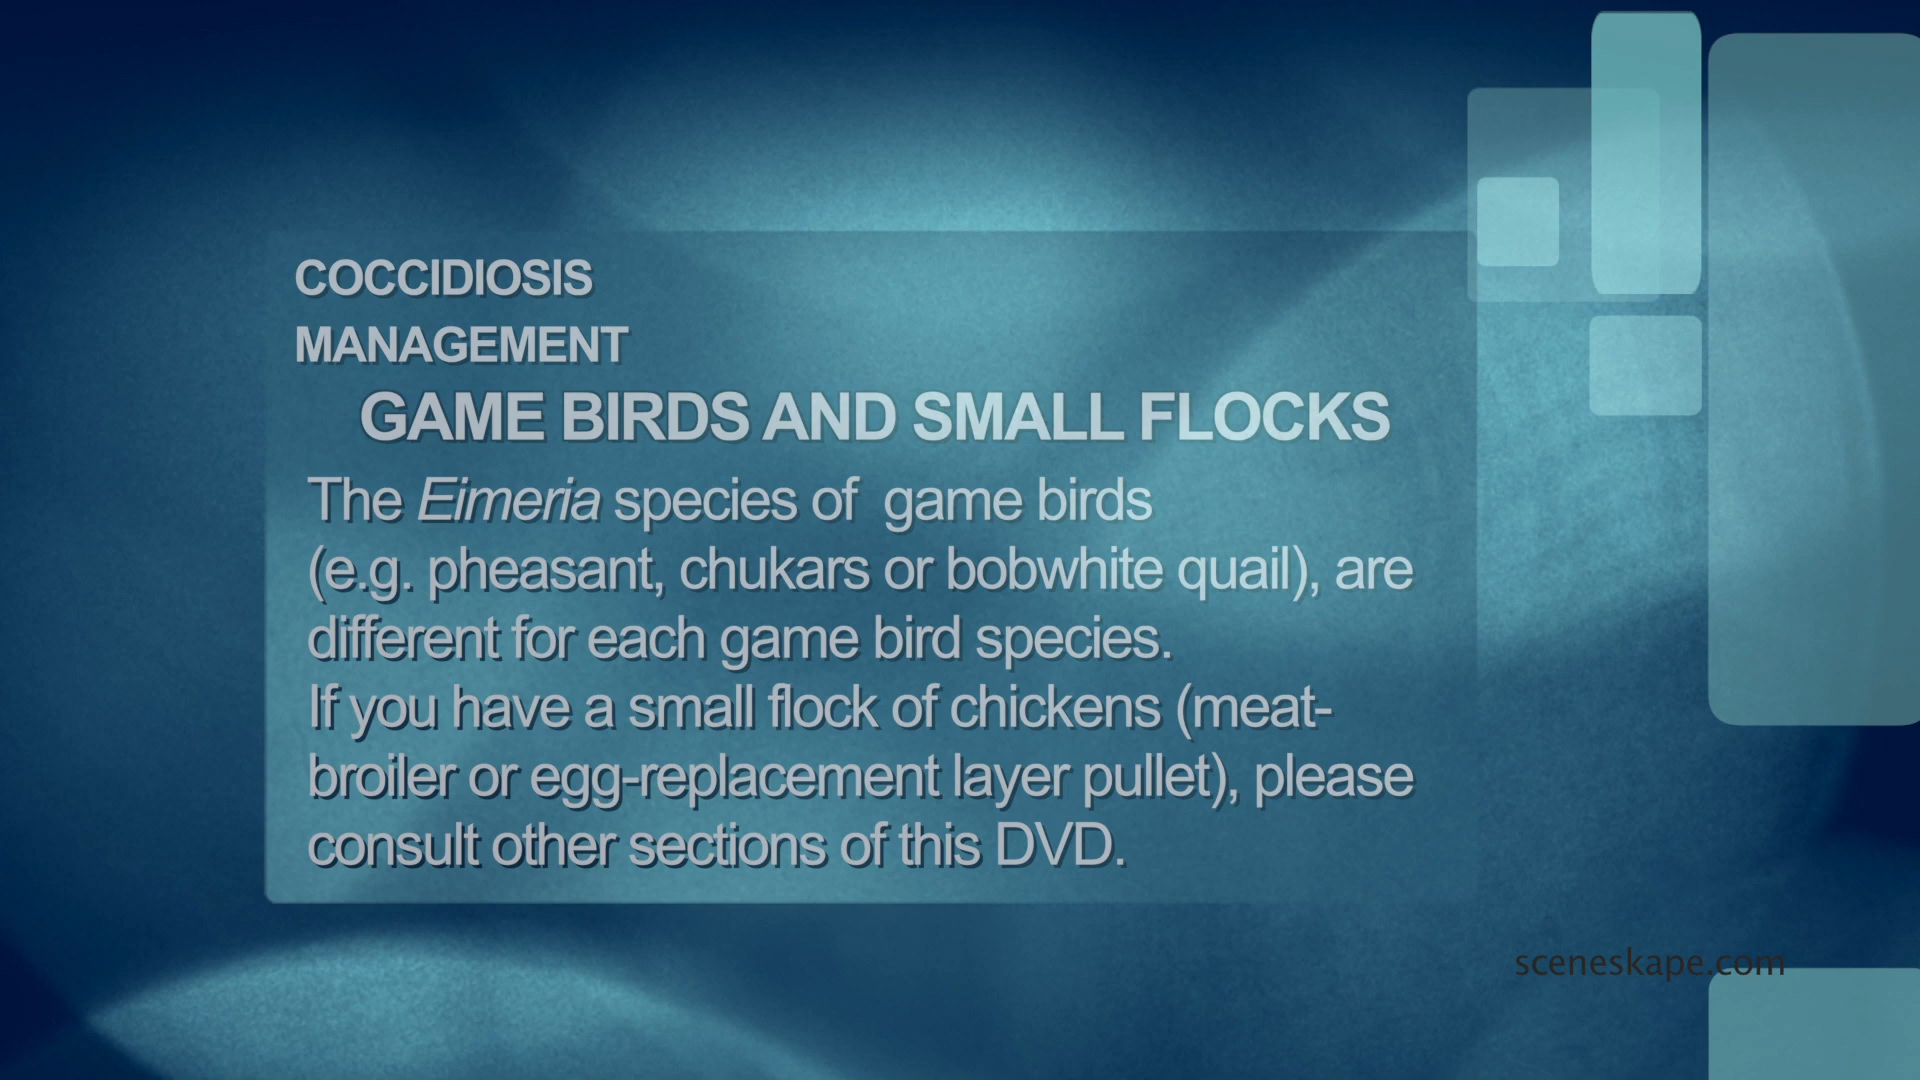 COCCIDIOSIS
MANAGEMENT
GAME BIRDS AND SMALL FLOCKS
The Eimeria species of game birds
(e.g. pheasant, chukars or bobwhite quail), are
different for each game bird species.
If you have a small flock of chickens (meat-
broiler or egg-replacement layer pullet), please
consult other sections of this DVD.
sceneskape.com